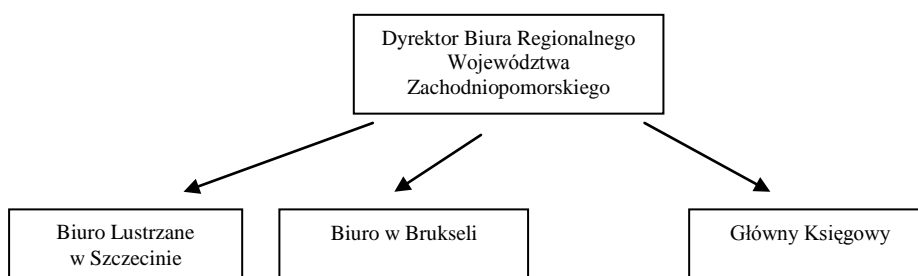 Dyrektor Biura Regionalnego
Województwa
Zachodniopomorskiego
Biuro Lustrzane
w Szczecinie
Biuro w Brukseli
Główny Księgowy